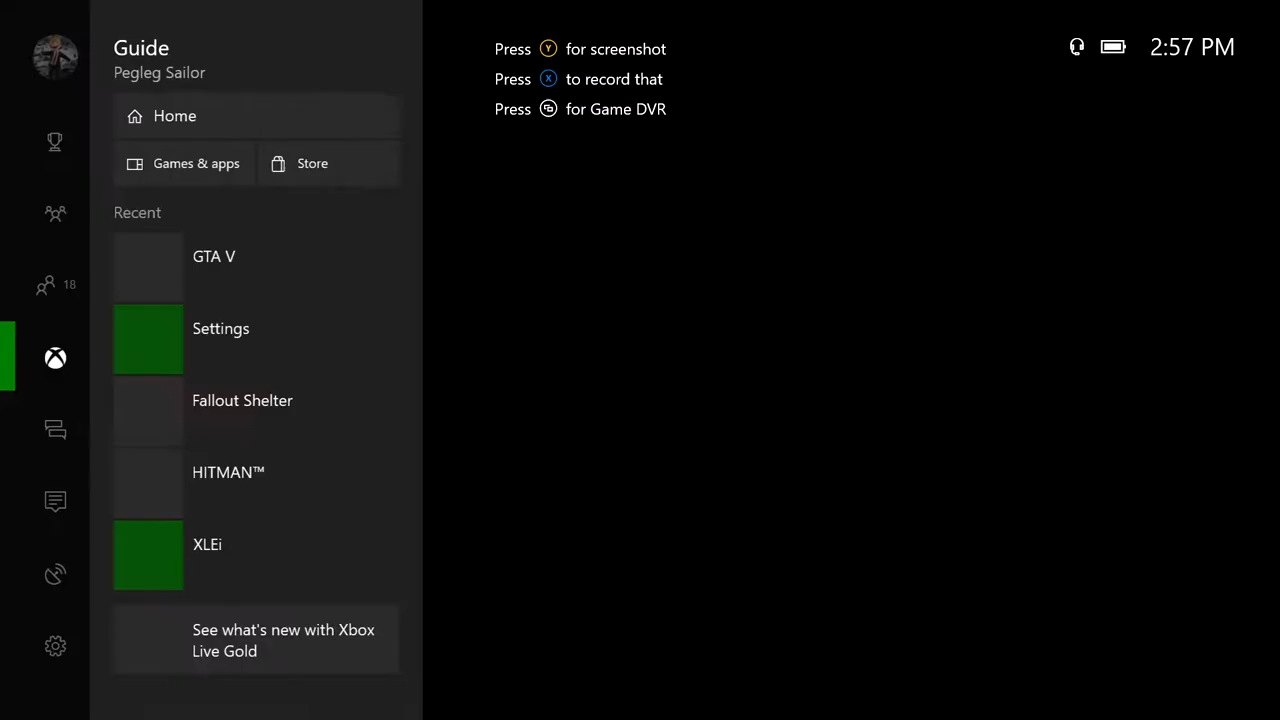 Guide
Pegleg Sailor
Home
Games & apps
Store
Recent
GTA V
Settings
Fallout Shelter
HITMAN™
XLEi
See what's new with Xbox
Live Gold
18
Press Y for screenshot
Press X to record that
Press for Game DVR
2:57 PM